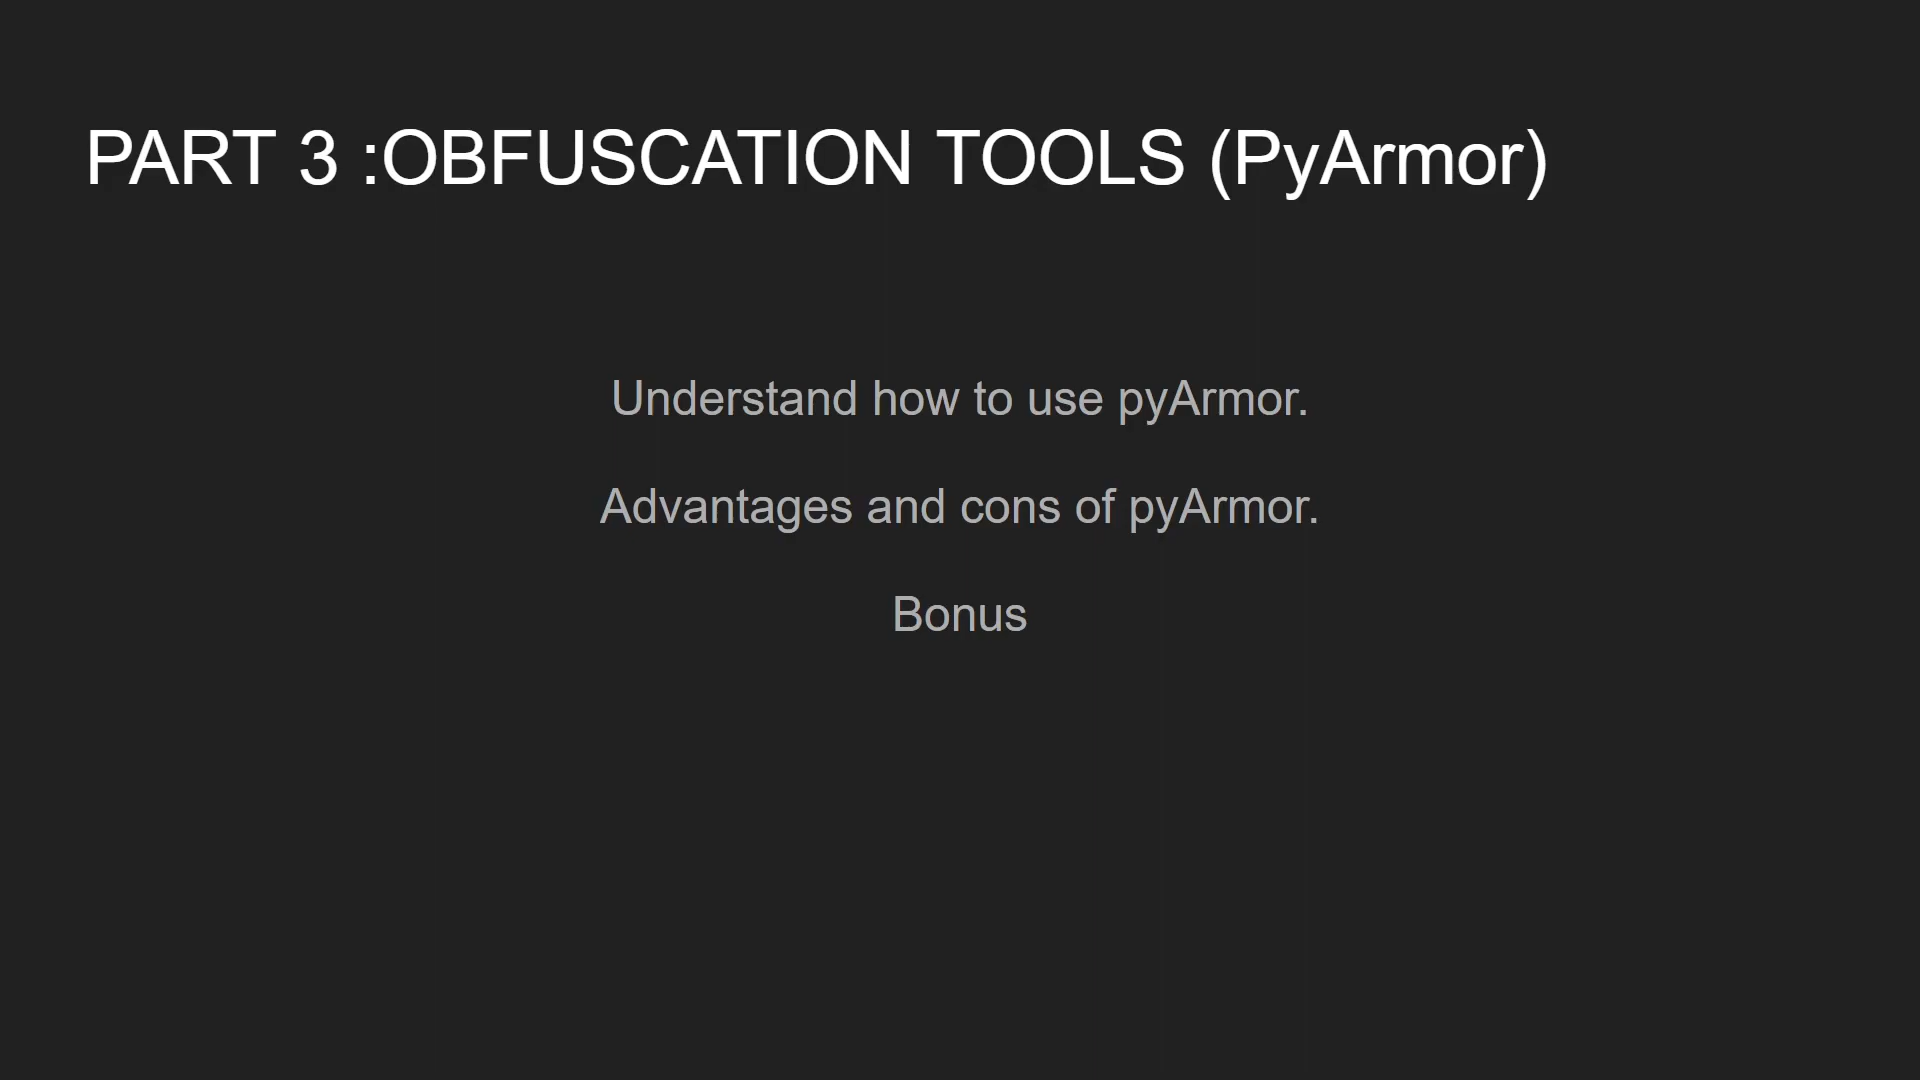 PART 3 :OBFUSCATION TOOLS (PyArmor)
Understand how to use pyArmor.
Advantages and cons of pyArmor.
Bonus